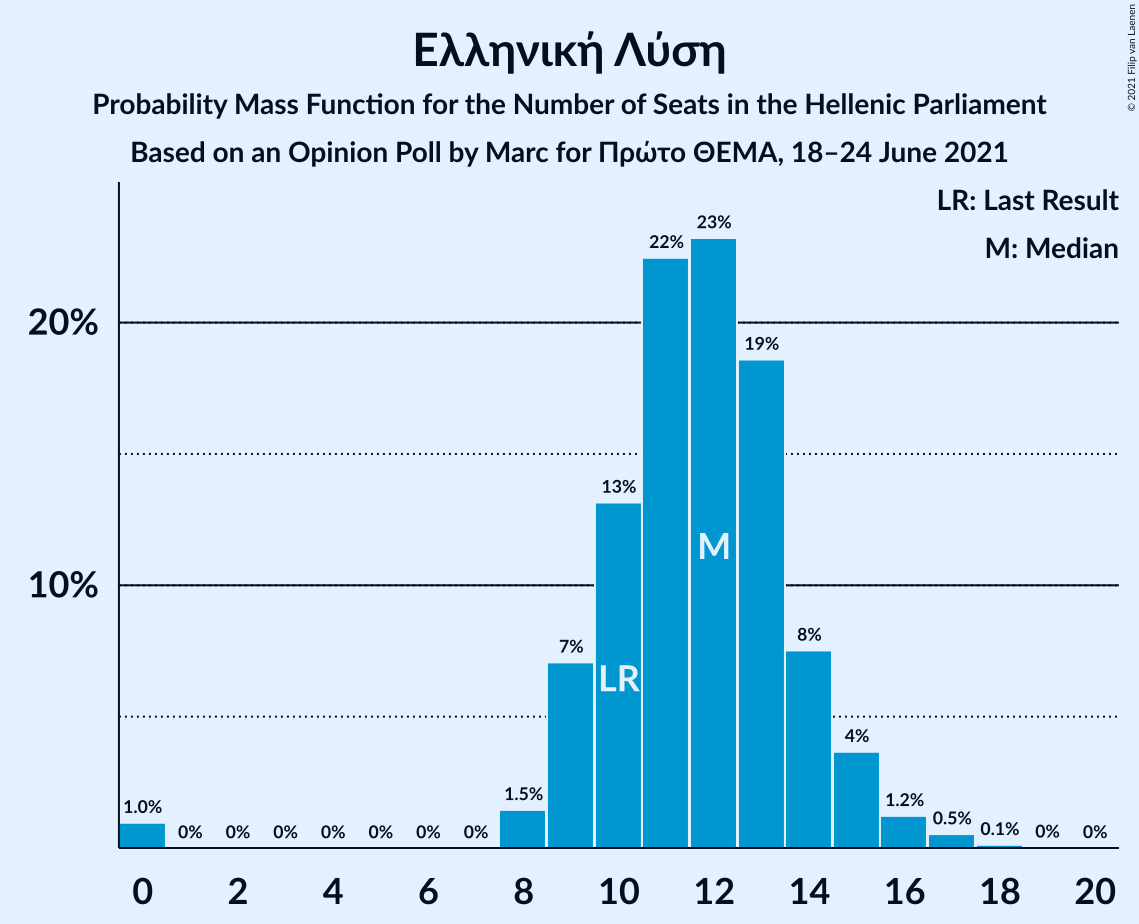 Ελληνική Λύση
Probability Mass Function for the Number of Seats in the Hellenic Parliament
Based on an Opinion Poll by Marc for Πρώτο ΘΕΜΑ, 18–24 June 2021
© 2021 Filip van Laenen
LR: Last Result
M: Median
20%
10%
1.0% 0% 0% 0% 0% 0% 0% 0% 1.5% 7% 13% 22% 23% 19% 8% 4% 1.2% 0.5% 0.1% 0% 0%
M
LR
0 2 4 6 8 10 12 14 16 18 20